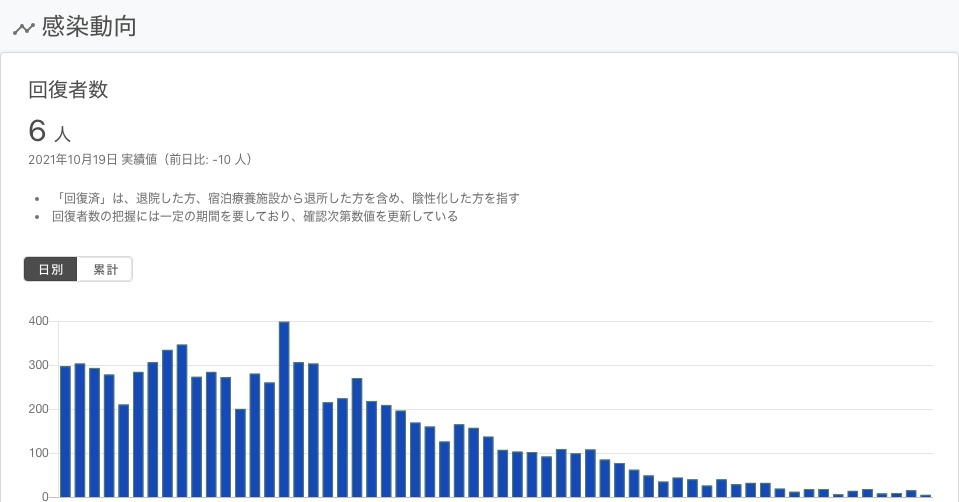 感染動向
回復者数
6 人
2021年10月19日 実績値（前日比: -10 人）
• 「回復済」は、退院した方、宿泊療養施設から退所した方を含め、陰性化した方を指す
• 回復者数の把握には一定の期間を要しており、確認次第数値を更新している
日別 累計
400
300
200
100
0